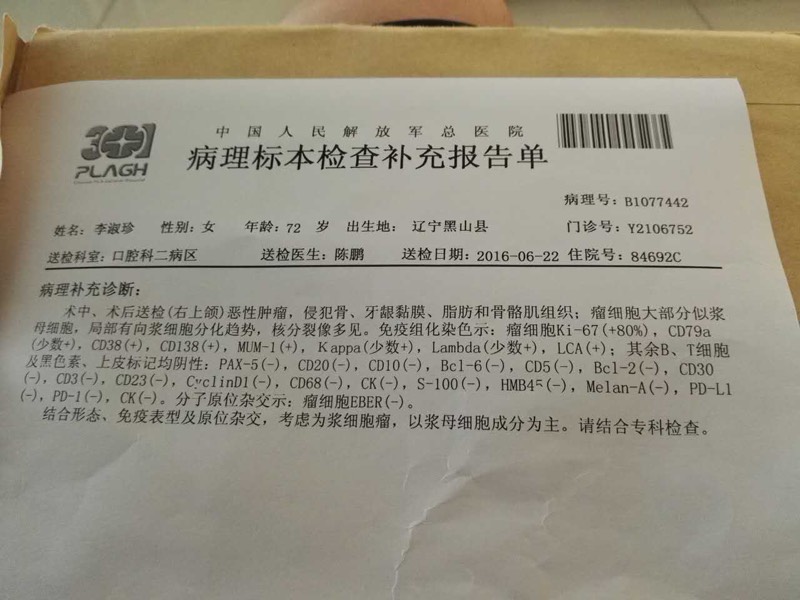 301
PLAGH
中国人民解放军总医院
病理标本检查补充报告单
病理号: B1077442
姓名: 李淑珍 性别: 女 年龄: 72 岁 出生地: 辽宁黑山县 门诊号: Y2106752
送检科室: 口腔科二病区 送检医生: 陈鹏 送检日期: 2016-06-22 住院号: 84692C
病理补充诊断:
术中、术后送检(右上颌)恶性肿瘤，侵犯骨、牙龈黏膜、脂肪和骨骼肌组织；瘤细胞大部分似浆
母细胞，局部有向浆细胞分化趋势，核分裂像多见。免疫组化染色示：瘤细胞Ki-67(+80%)，CD79a
(少数+)，CD38(+)，CD138(+)，MUM-1(+)，Kappa(少数+)，Lambda(少数+)，LCA(+)；其余B、T细胞
及黑色素、上皮标记均阴性：PAX-5(-)，CD20(-)，CD10(-)，Bcl-6(-)，CD5(-)，Bcl-2(-)，CD30
(-)，CD3(-)，CD23(-)，CyclinD1(-)，CD68(-)，CK(-)，S-100(-)，HMB45(-)，Melan-A(-)，PD-L1
(-)，PD-1(-)，CK(-)。分子原位杂交示：瘤细胞EBER(-)。
结合形态、免疫表型及原位杂交，考虑为浆细胞瘤，以浆母细胞成分为主。请结合专科检查。